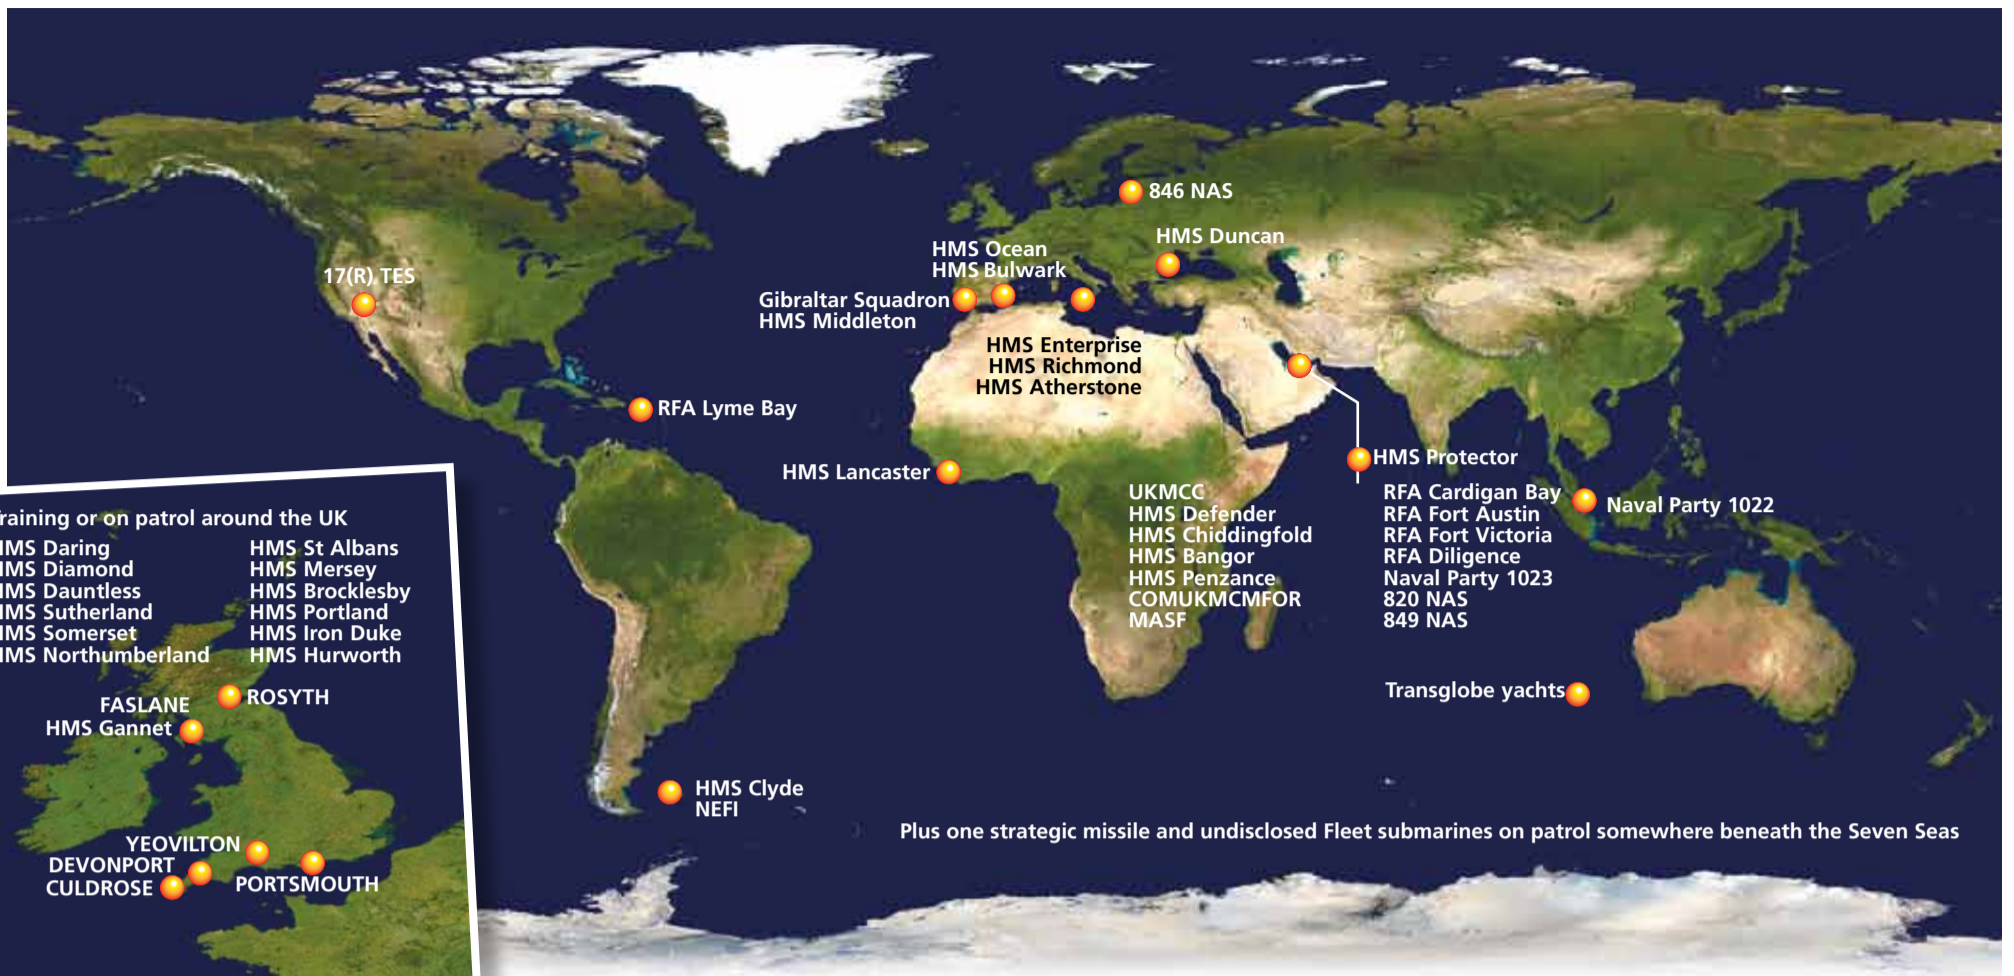 846 NAS
HMS Duncan
HMS Ocean
HMS Bulwark
17(R) TES
Gibraltar Squadron
HMS Middleton
HMS Enterprise
HMS Richmond
HMS Atherstone
RFA Lyme Bay
HMS Lancaster
HMS Protector
UKMCC
HMS Defender
HMS Chiddingfold
HMS Bangor
HMS Penzance
COMUKMCMFOR
MASF
RFA Cardigan Bay
RFA Fort Austin
RFA Fort Victoria
RFA Diligence
Naval Party 1023
820 NAS
849 NAS
Naval Party 1022
Transglobe yachts
HMS Clyde
NEFI
Plus one strategic missile and undisclosed Fleet submarines on patrol somewhere beneath the Seven Seas
raining or on patrol around the UK
HMS Daring
HMS Diamond
HMS Dauntless
HMS Sutherland
HMS Somerset
HMS Northumberland
HMS St Albans
HMS Mersey
HMS Brocklesby
HMS Portland
HMS Iron Duke
HMS Hurworth
ROSYTH
FASLANE
HMS Gannet
YEOVILTON
DEVONPORT
CULDROSE
PORTSMOUTH